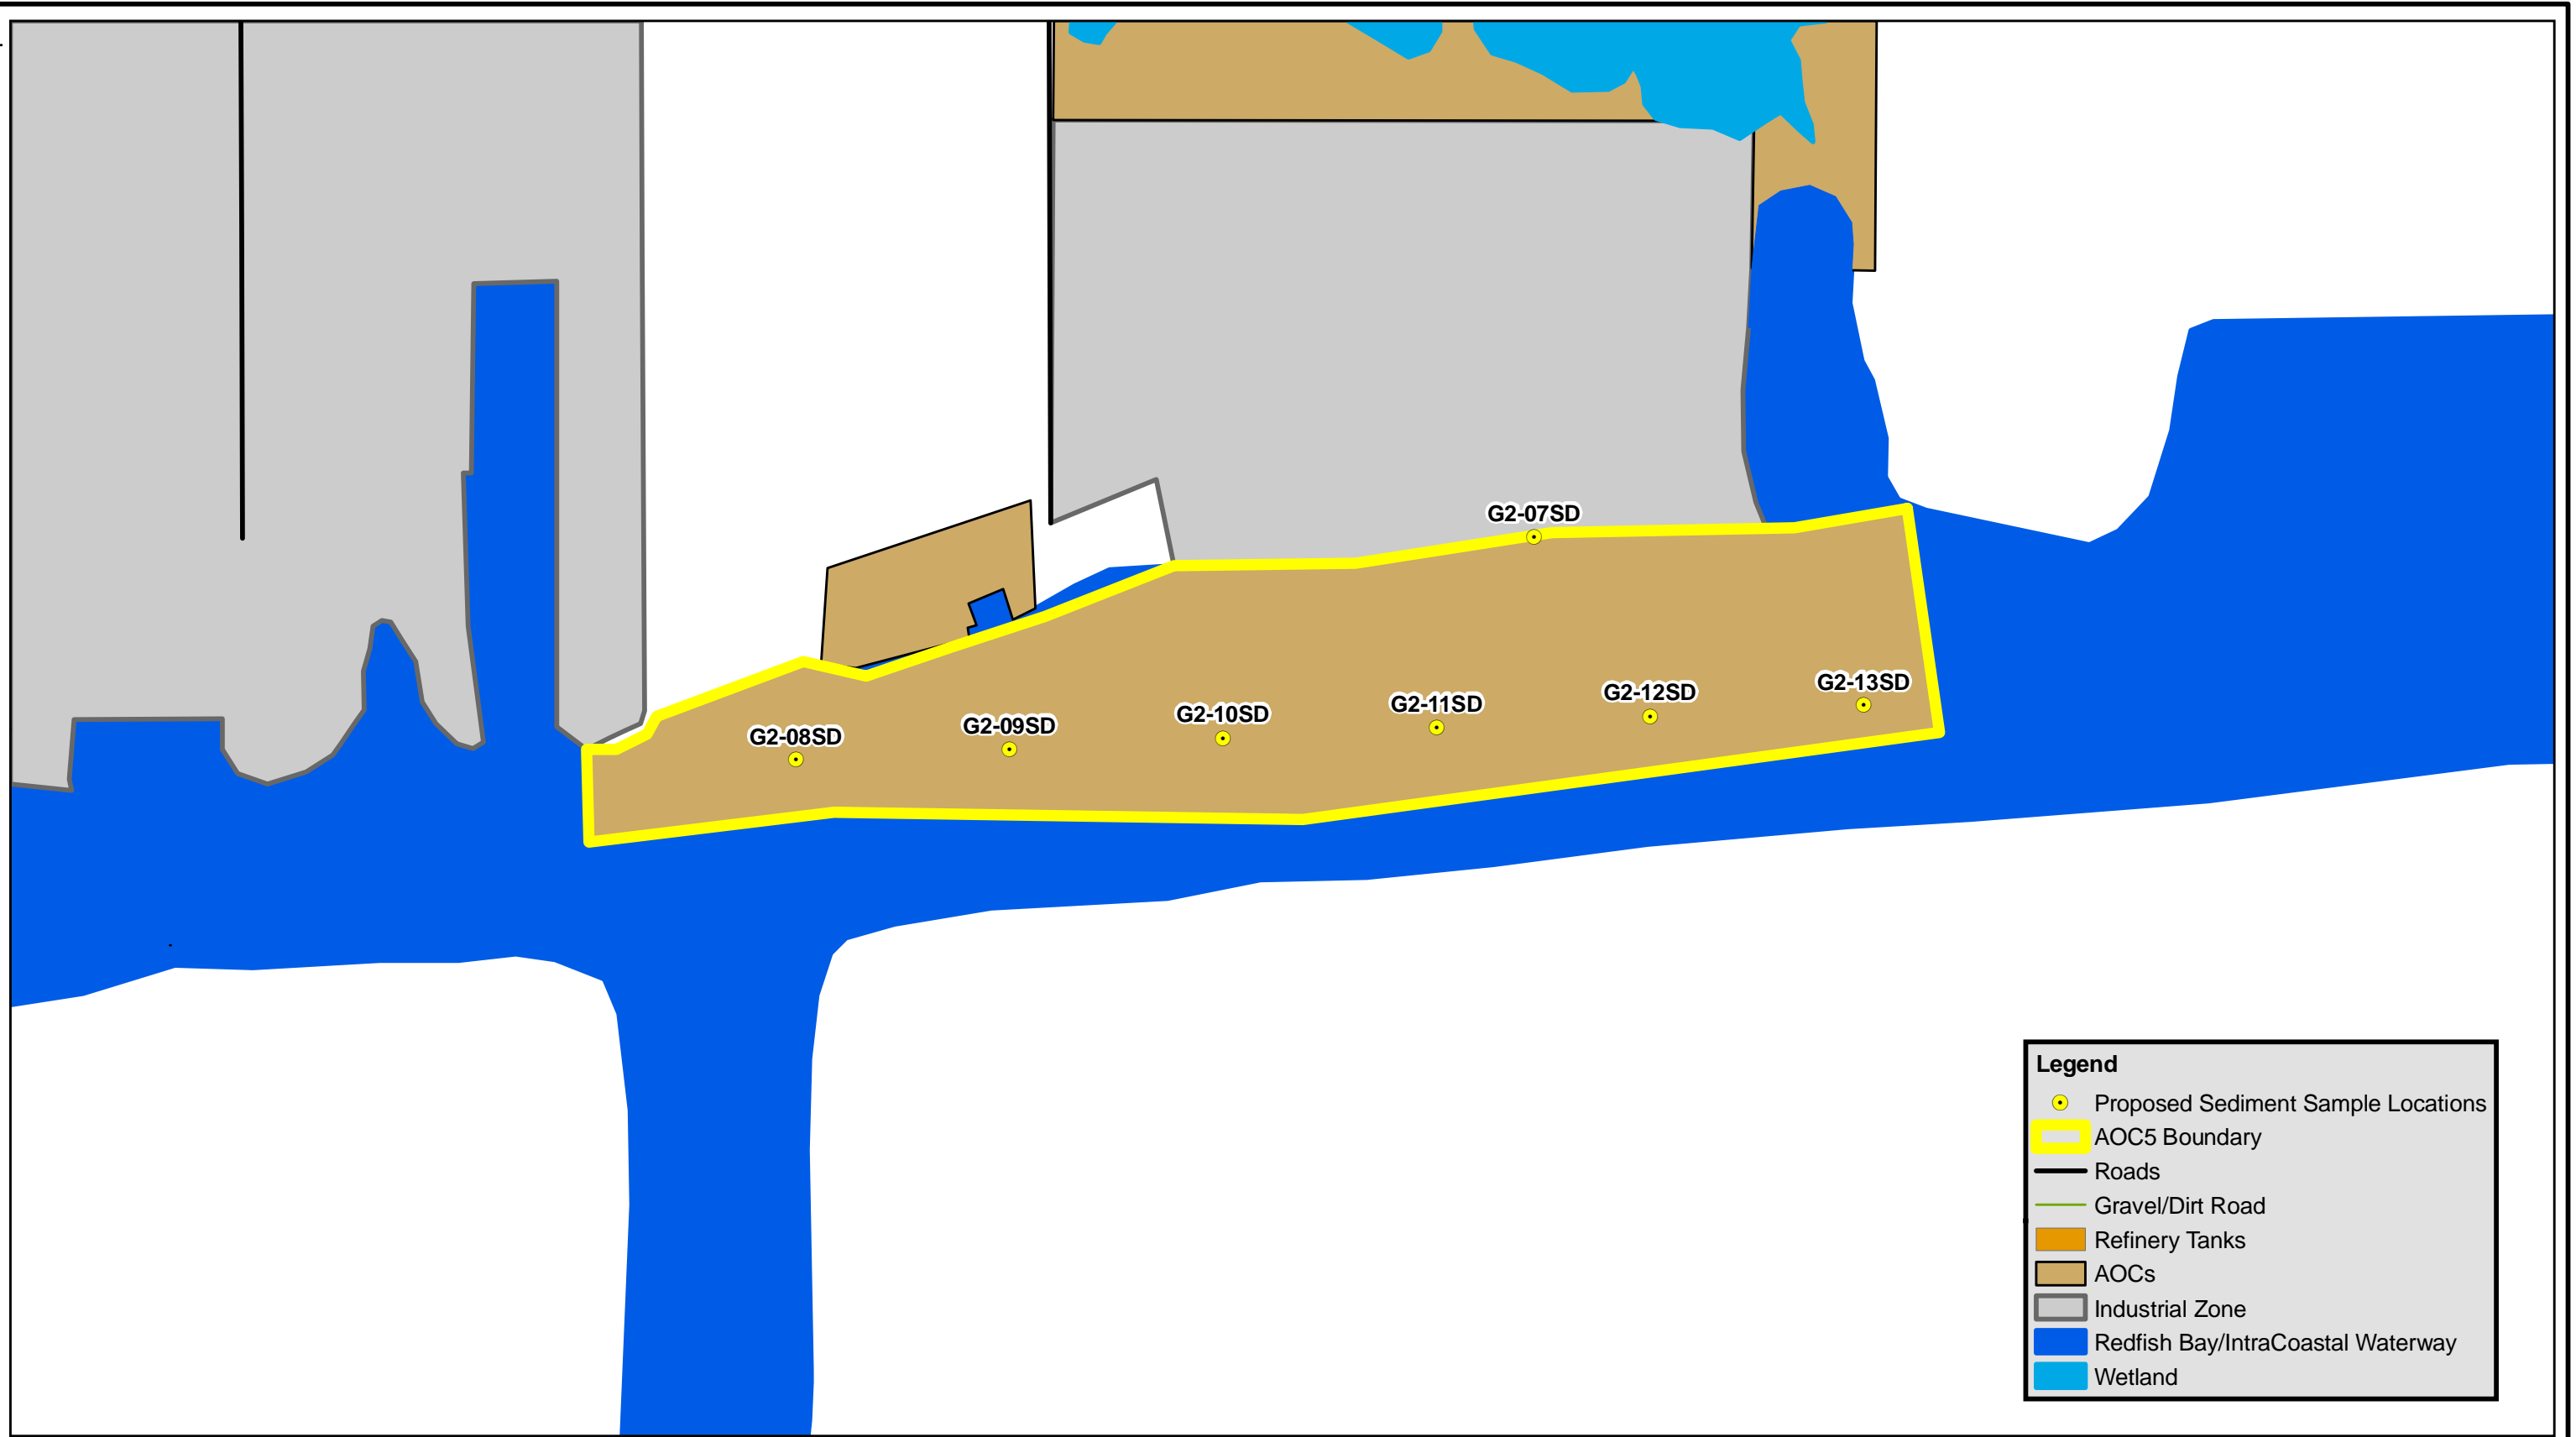 G2-07SD
G2-13SD
G2-12SD
G2-11SD
G2-10SD
G2-09SD
G2-08SD
Legend
Proposed Sediment Sample Locations
AOC5 Boundary
Roads
Gravel/Dirt Road
Refinery Tanks
AOCs
Industrial Zone
Redfish Bay/IntraCoastal Waterway
Wetland